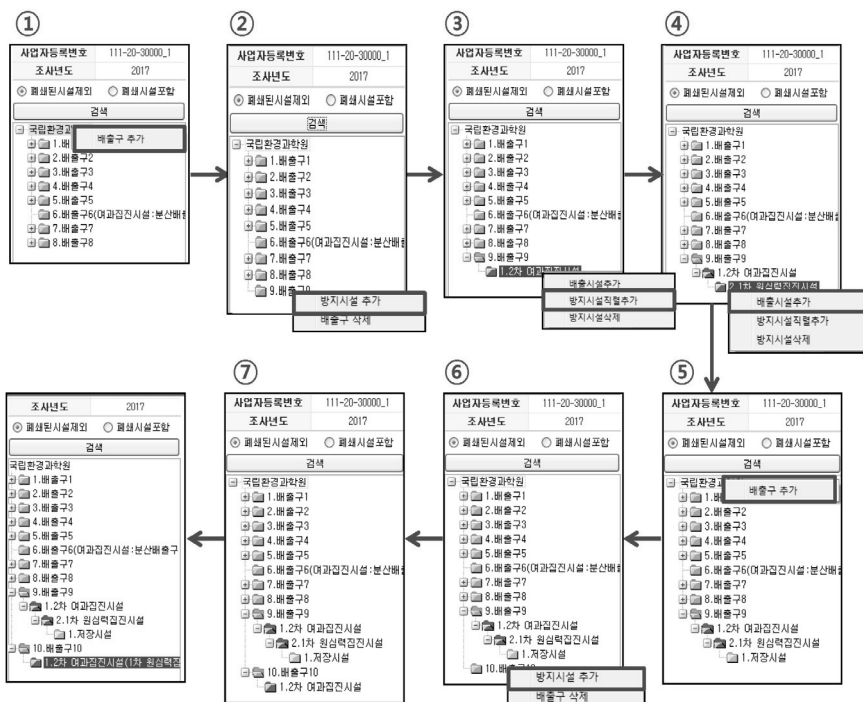 ①
사업자등록번호 111-20-30000_1
조사년도 2017
폐쇄된시설제외 폐쇄시설포함
검색
국립환경과
배출구 추가
1.배
2.배출구2
3.배출구3
4.배출구4
5.배출구5
6.배출구6(여과집진시설:분산배출
7.배출구7
8.배출구8
②
사업자등록번호 111-20-30000_1
조사년도 2017
폐쇄된시설제외 폐쇄시설포함
검색
국립환경과학원
1.배출구1
2.배출구2
3.배출구3
4.배출구4
5.배출구5
6.배출구6(여과집진시설:분산배출
7.배출구7
8.배출구8
9.배출구9
방지시설 추가
배출구 삭제
③
사업자등록번호 111-20-30000_1
조사년도 2017
폐쇄된시설제외 폐쇄시설포함
검색
국립환경과학원
1.배출구1
2.배출구2
3.배출구3
4.배출구4
5.배출구5
6.배출구6(여과집진시설:분산배출
7.배출구7
8.배출구8
9.배출구9
1.2차 여과집진시설
배출시설추가
방지시설직렬추가
방지시설삭제
④
사업자등록번호 111-20-30000_1
조사년도 2017
폐쇄된시설제외 폐쇄시설포함
검색
국립환경과학원
1.배출구1
2.배출구2
3.배출구3
4.배출구4
5.배출구5
6.배출구6(여과집진시설:분산배출
7.배출구7
8.배출구8
9.배출구9
1.2차 여과집진시설
2.1차 원심력집진시설
배출시설추가
방지시설직렬추가
방지시설삭제
조사년도 2017
폐쇄된시설제외 폐쇄시설포함
검색
국립환경과학원
1.배출구1
2.배출구2
3.배출구3
4.배출구4
5.배출구5
6.배출구6(여과집진시설:분산배출구
7.배출구7
8.배출구8
9.배출구9
1.2차 여과집진시설
2.1차 원심력집진시설
1.저장시설
10.배출구10
1.2차 여과집진시설(1차 원심력집
⑦
사업자등록번호 111-20-30000_1
조사년도 2017
폐쇄된시설제외 폐쇄시설포함
검색
국립환경과학원
1.배출구1
2.배출구2
3.배출구3
4.배출구4
5.배출구5
6.배출구6(여과집진시설:분산배출
7.배출구7
8.배출구8
9.배출구9
1.2차 여과집진시설
2.1차 원심력집진시설
1.저장시설
10.배출구10
1.2차 여과집진시설
⑥
사업자등록번호 111-20-30000_1
조사년도 2017
폐쇄된시설제외 폐쇄시설포함
검색
국립환경과학원
1.배출구1
2.배출구2
3.배출구3
4.배출구4
5.배출구5
6.배출구6(여과집진시설:분산배출
7.배출구7
8.배출구8
9.배출구9
1.2차 여과집진시설
2.1차 원심력집진시설
1.저장시설
10.배출구10
방지시설 추가
배출구 삭제
⑤
사업자등록번호 111-20-30000_1
조사년도 2017
폐쇄된시설제외 폐쇄시설포함
검색
국립환경과
배출구 추가
1.배
2.배출구2
3.배출구3
4.배출구4
5.배출구5
6.배출구6(여과집진시설:분산배출
7.배출구7
8.배출구8
9.배출구9
1.2차 여과집진시설
2.1차 원심력집진시설
1.저장시설